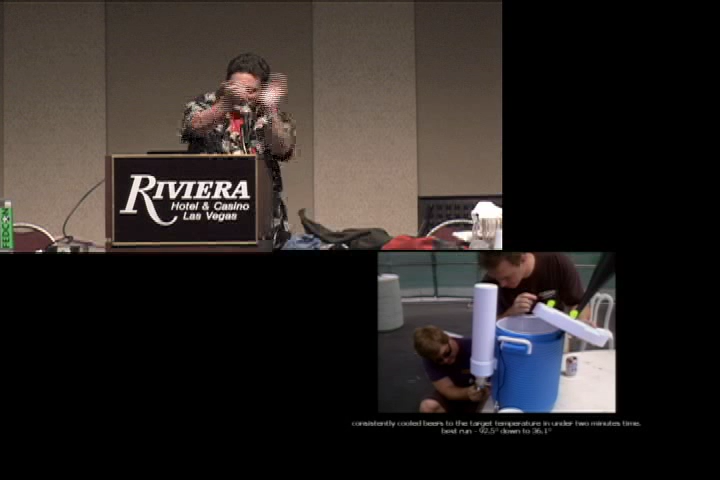 RIVIERA
Hotel & Casino
Las Vegas
FEDCON
consistently cooled beers to the target temperature in under two minutes time.
best run - 92.5° down to 36.1°